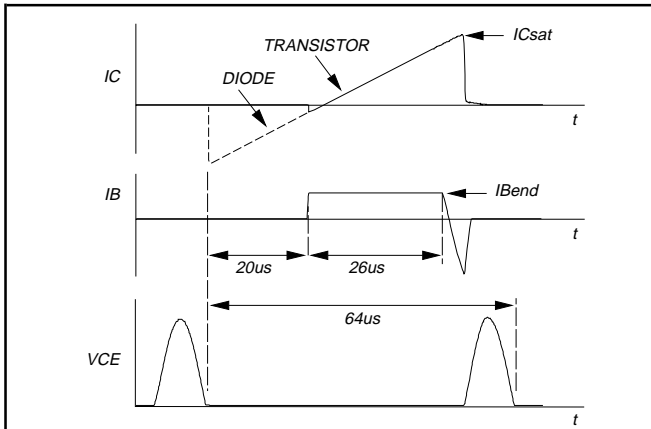 ICsat
TRANSISTOR
IC
DIODE
t
IB
IBend
t
20us
26us
64us
VCE
t